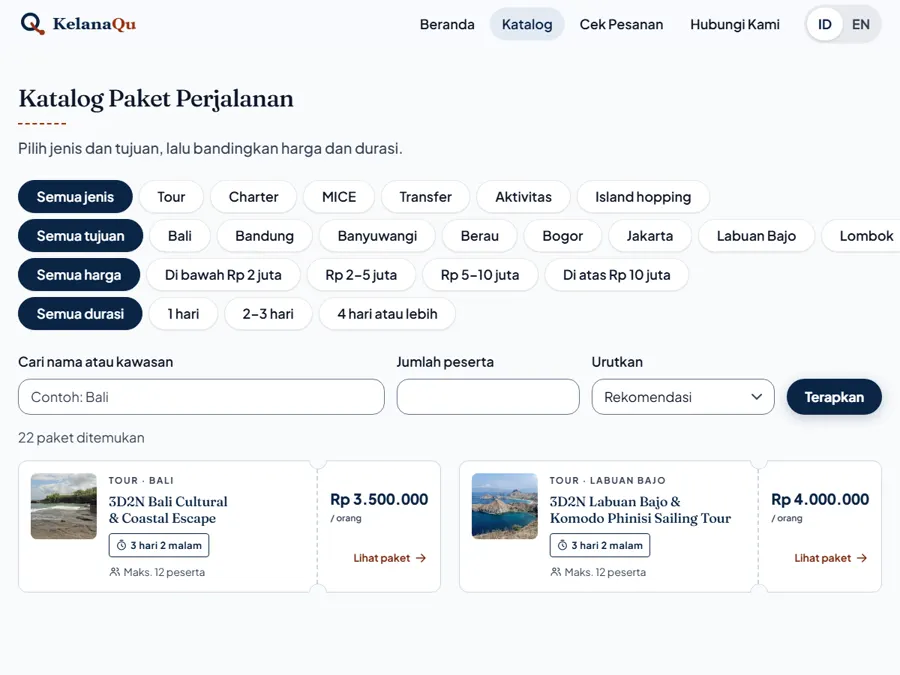 KelanaQu
Beranda Katalog Cek Pesanan Hubungi Kami ID EN
Katalog Paket Perjalanan
Pilih jenis dan tujuan, lalu bandingkan harga dan durasi.
Semua jenis Tour Charter MICE Transfer Aktivitas Island hopping
Semua tujuan Bali Bandung Banyuwangi Berau Bogor Jakarta Labuan Bajo Lombok
Semua harga Di bawah Rp 2 juta Rp 2–5 juta Rp 5–10 juta Di atas Rp 10 juta
Semua durasi 1 hari 2–3 hari 4 hari atau lebih
Cari nama atau kawasan Jumlah peserta Urutkan
Contoh: Bali Rekomendasi Terapkan
22 paket ditemukan
TOUR · BALI
3D2N Bali Cultural
& Coastal Escape
3 hari 2 malam
Maks. 12 peserta
Rp 3.500.000
/ orang
Lihat paket →
TOUR · LABUAN BAJO
3D2N Labuan Bajo &
Komodo Phinisi Sailing Tour
3 hari 2 malam
Maks. 12 peserta
Rp 4.000.000
/ orang
Lihat paket →